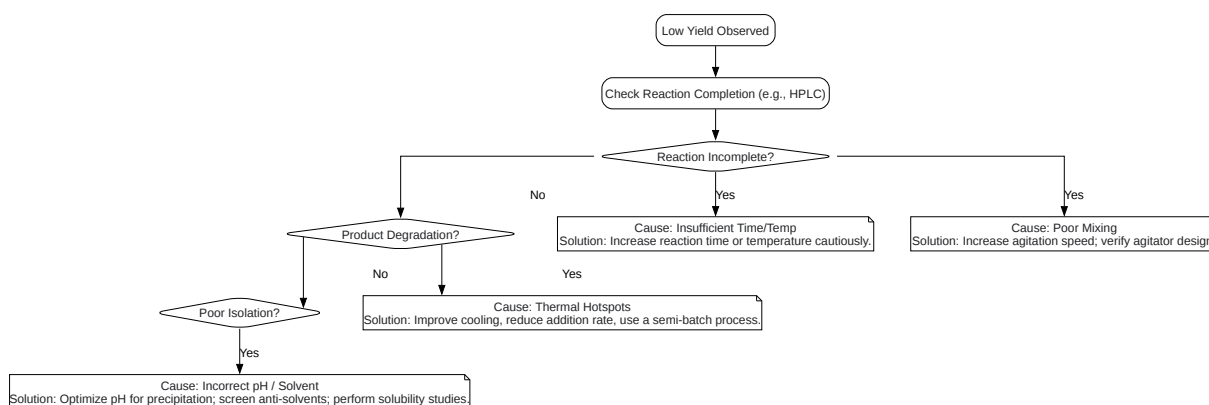 Low Yield Observed
Check Reaction Completion (e.g., HPLC)
Reaction Incomplete?
No
Yes
Yes
Product Degradation?
Cause: Insufficient Time/Temp
Solution: Increase reaction time or temperature cautiously.
Cause: Poor Mixing
Solution: Increase agitation speed; verify agitator design
No
Yes
Poor Isolation?
Cause: Thermal Hotspots
Solution: Improve cooling, reduce addition rate, use a semi-batch process.
Yes
Cause: Incorrect pH / Solvent
Solution: Optimize pH for precipitation; screen anti-solvents; perform solubility studies.